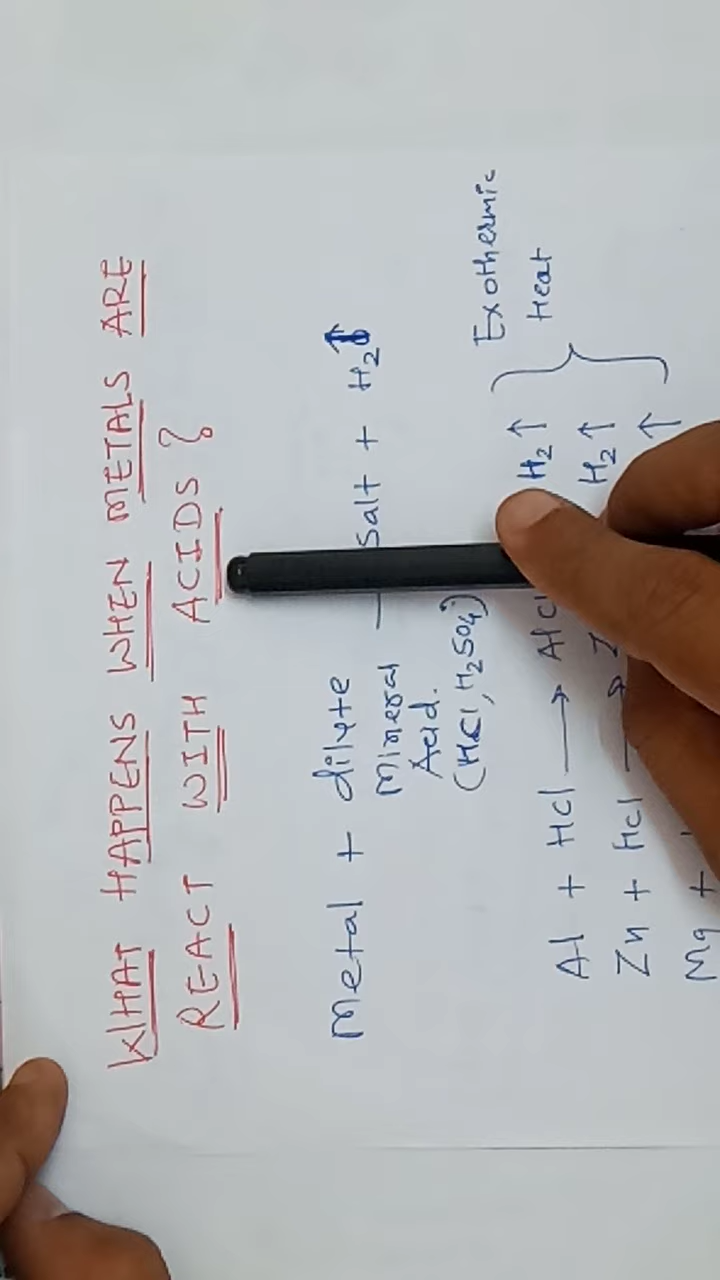 WHAT HAPPENS WHEN METALS ARE
REACT WITH ACIDS?
Metal + dilute Salt + H2↑
Mineral
Acid.
(HCl, H2SO4)
Exothermic
Heat
Al + HCl → AlCl H2↑
Zn + HCl → H2↑
Mg + ↑